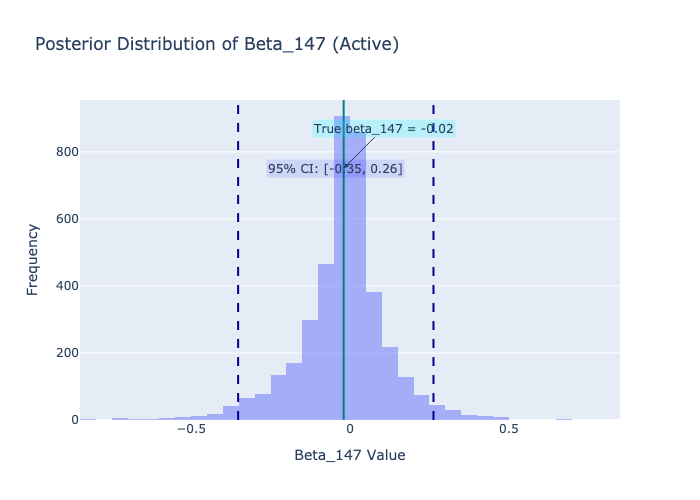 Posterior Distribution of Beta_147 (Active)
True beta_147 = -0.02
95% CI: [-0.35, 0.26]
800
600
400
200
0
Frequency
−0.5
0
0.5
Beta_147 Value